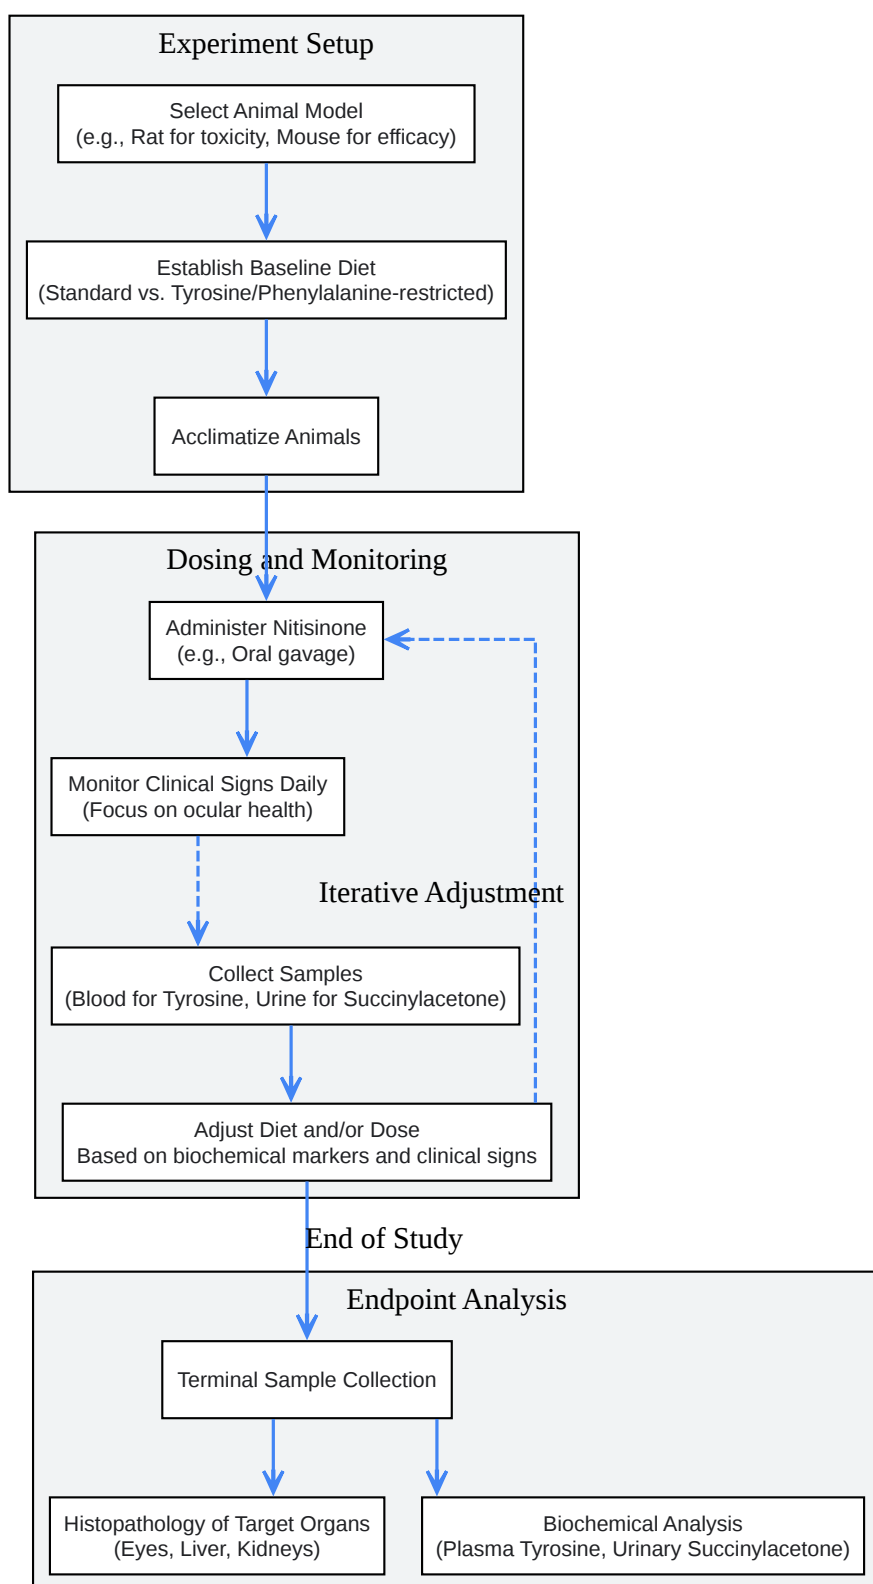 Experiment Setup
Select Animal Model
(e.g., Rat for toxicity, Mouse for efficacy)
Establish Baseline Diet
(Standard vs. Tyrosine/Phenylalanine-restricted)
Acclimatize Animals
Dosing and Monitoring
Administer Nitisinone
(e.g., Oral gavage)
Monitor Clinical Signs Daily
(Focus on ocular health)
Iterative Adjustment
Collect Samples
(Blood for Tyrosine, Urine for Succinylacetone)
Adjust Diet and/or Dose
Based on biochemical markers and clinical signs
End of Study
Endpoint Analysis
Terminal Sample Collection
Histopathology of Target Organs
(Eyes, Liver, Kidneys)
Biochemical Analysis
(Plasma Tyrosine, Urinary Succinylacetone)